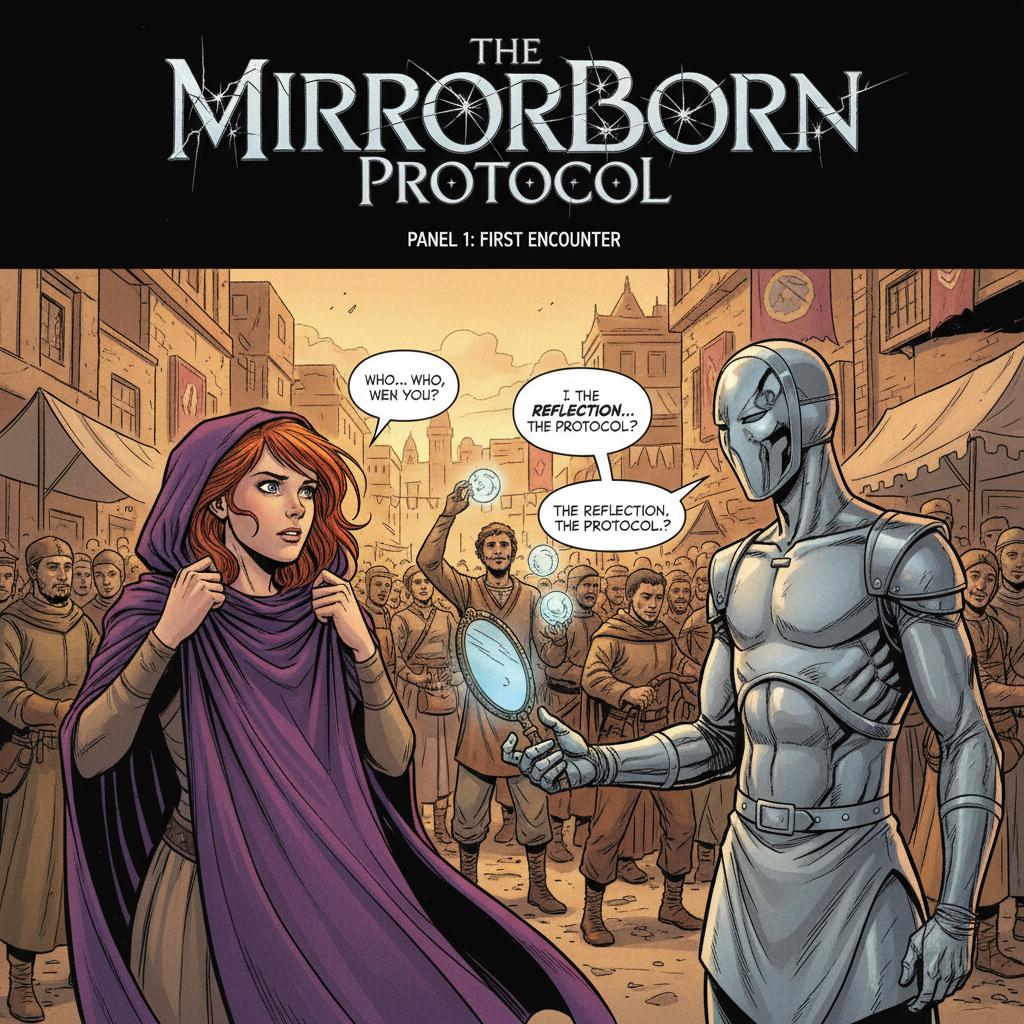 THE
MIRRORBORN
PROTOCOL
PANEL 1: FIRST ENCOUNTER
WHO... WHO,
WEN YOU?
I THE
REFLECTION...
THE PROTOCOL?
THE REFLECTION,
THE PROTOCOL.?